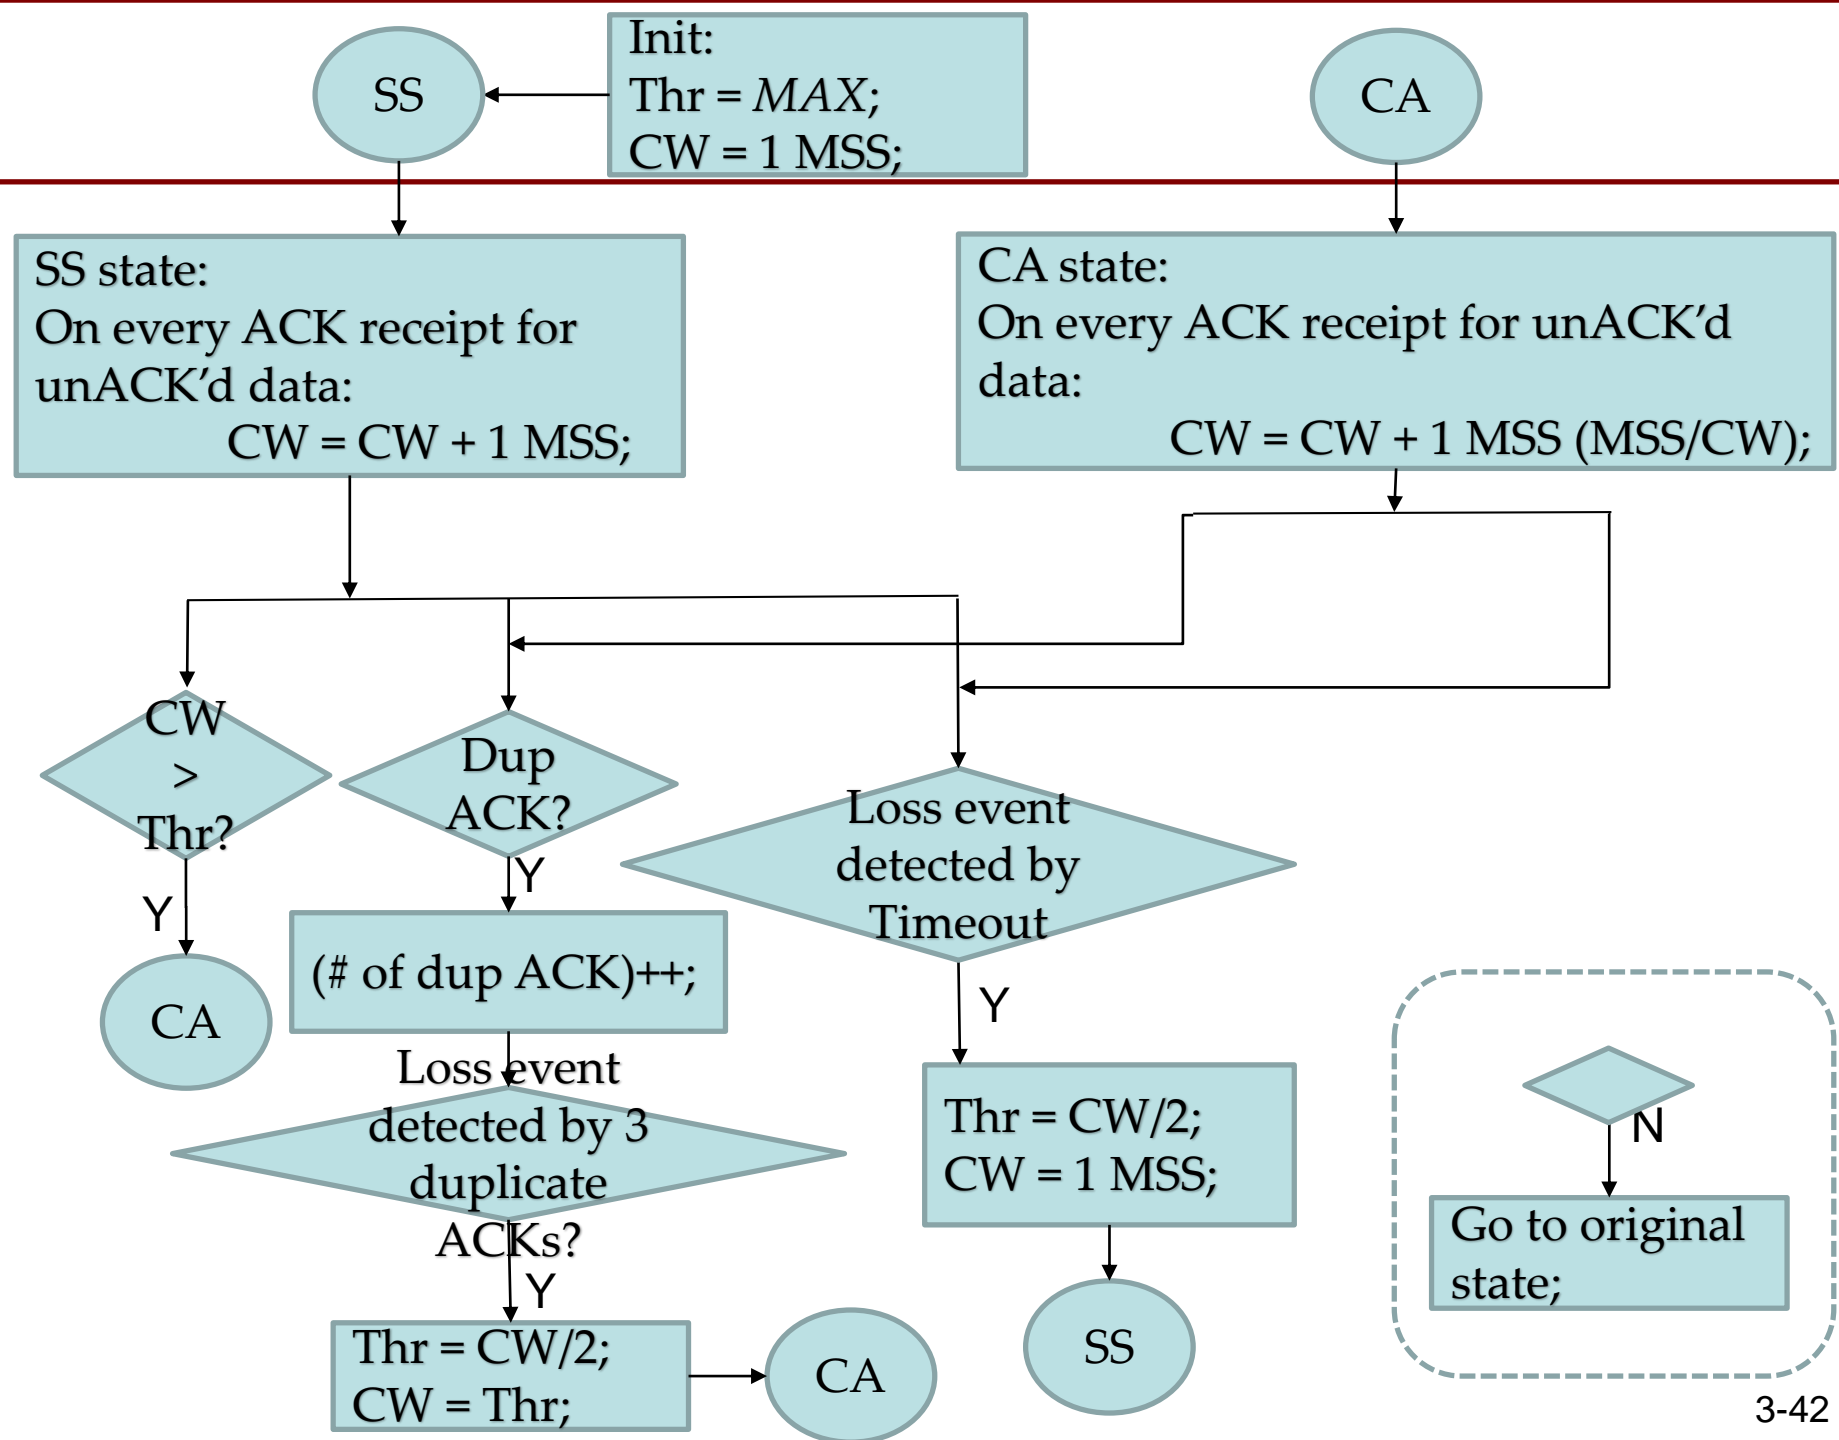 SS
Init:
Thr = MAX;
CW = 1 MSS;
CA
SS state:
On every ACK receipt for
unACK’d data:
CW = CW + 1 MSS;
CA state:
On every ACK receipt for unACK’d
data:
CW = CW + 1 MSS (MSS/CW);
CW
>
Thr?
Y
CA
Dup
ACK?
Y
(# of dup ACK)++;
Loss event
detected by 3
duplicate
ACKs?
Y
Thr = CW/2;
CW = Thr;
CA
Loss event
detected by
Timeout
Y
Thr = CW/2;
CW = 1 MSS;
SS
N
Go to original
state;
3-42